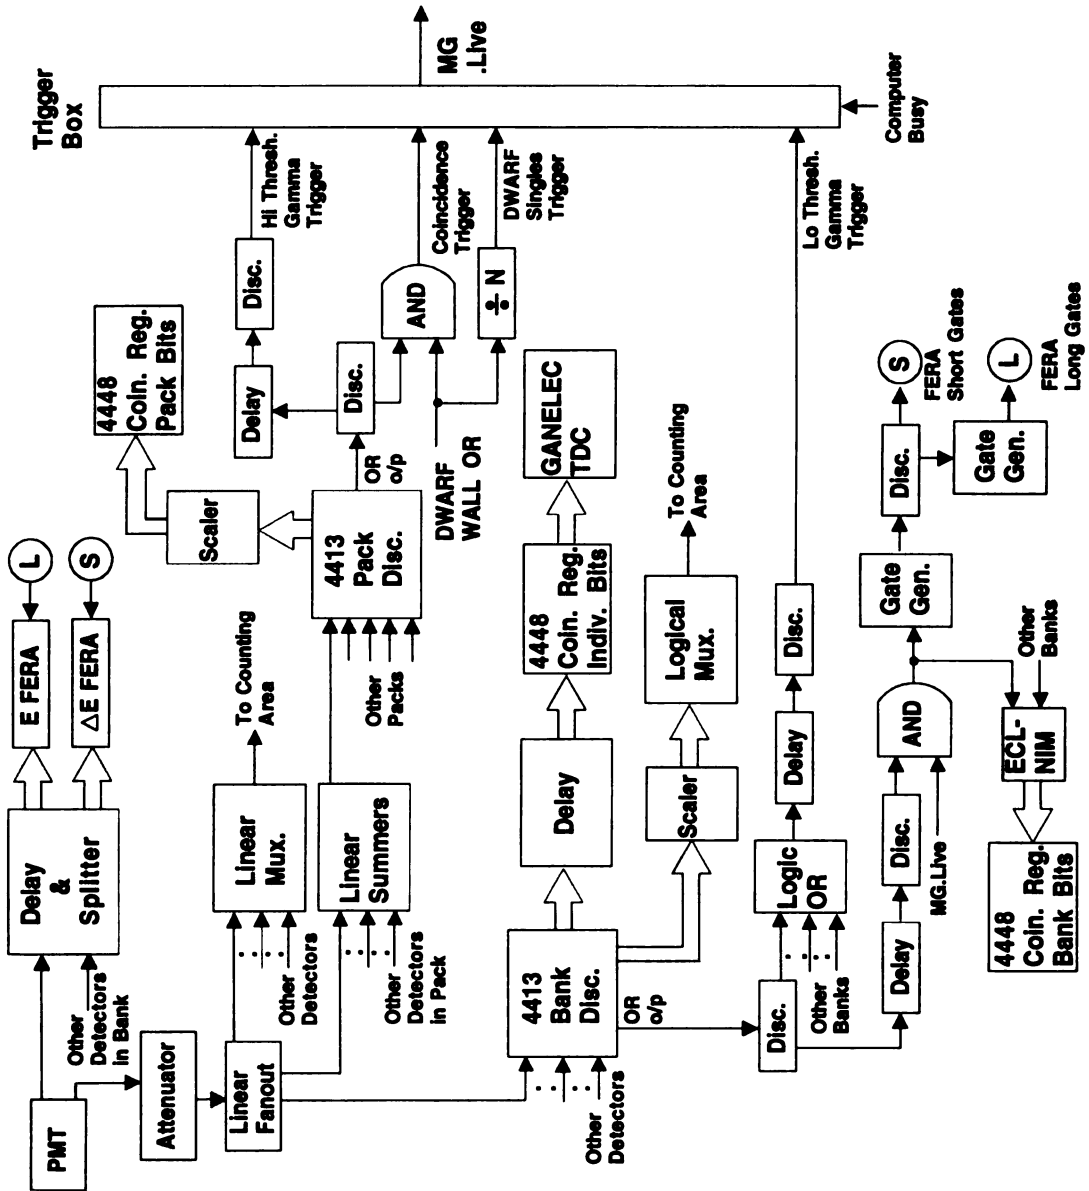 PMT
Other
Detectors
in Bank
Delay
&
Splitter
E FERA
L
ΔE FERA
S
Attenuator
Linear
Fanout
Other
Detectors
Linear
Mux.
To Counting
Area
Other
Detectors
in Pack
Linear
Summers
Other
Packs
4413
Pack
Disc.
Scaler
4448
Coin. Reg.
Pack Bits
OR
o/p
Disc.
Delay
Disc.
Hi Thresh.
Gamma
Trigger
DWARF
WALL OR
AND
Coincidence
Trigger
÷ N
DWARF
Singles
Trigger
Trigger
Box
MG
.Live
Computer
Busy
Other
Detectors
4413
Bank
Disc.
Delay
4448
Coin. Reg.
Indiv. Bits
GANELEC
TDC
Scaler
Logical
Mux.
To Counting
Area
OR
o/p
Disc.
Other
Banks
Logic
OR
Delay
Disc.
Lo Thresh.
Gamma
Trigger
Delay
Disc.
MG.Live
AND
Gate
Gen.
Disc.
S
FERA
Short Gates
Gate
Gen.
L
FERA
Long Gates
Other
Banks
ECL-
NIM
4448
Coin. Reg.
Bank Bits